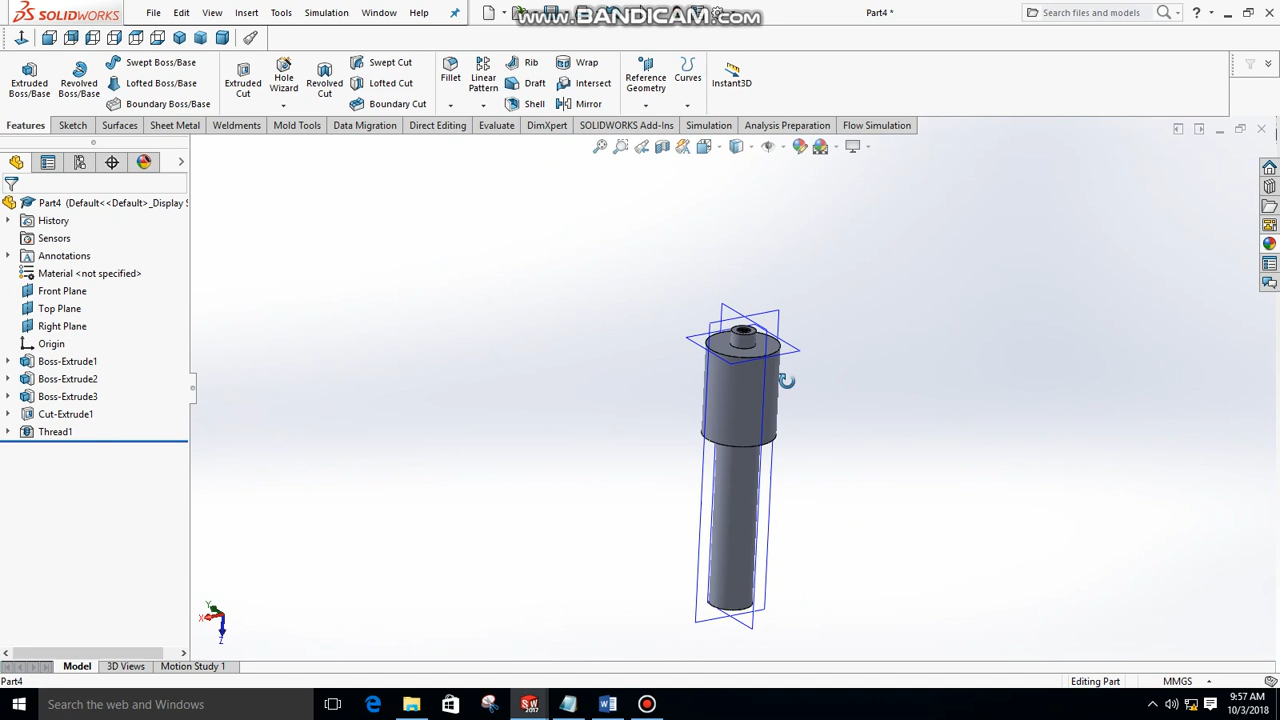 SOLIDWORKS File Edit View Insert Tools Simulation Window Help www.BANDICAM.com Part4 * Search files and models
Extruded Boss/Base Revolved Boss/Base Swept Boss/Base Lofted Boss/Base Boundary Boss/Base Extruded Cut Hole Wizard Revolved Cut Swept Cut Lofted Cut Boundary Cut Fillet Linear Pattern Rib Draft Shell Wrap Intersect Mirror Reference Geometry Curves Instant3D
Features Sketch Surfaces Sheet Metal Weldments Mold Tools Data Migration Direct Editing Evaluate DimXpert SOLIDWORKS Add-Ins Simulation Analysis Preparation Flow Simulation
Part4 (Default<<Default>_Display S
History
Sensors
Annotations
Material <not specified>
Front Plane
Top Plane
Right Plane
Origin
Boss-Extrude1
Boss-Extrude2
Boss-Extrude3
Cut-Extrude1
Thread1
Y
X
Z
Model 3D Views Motion Study 1
Part4 Editing Part MMGS
Search the web and Windows SW 2017 9:57 AM
10/3/2018